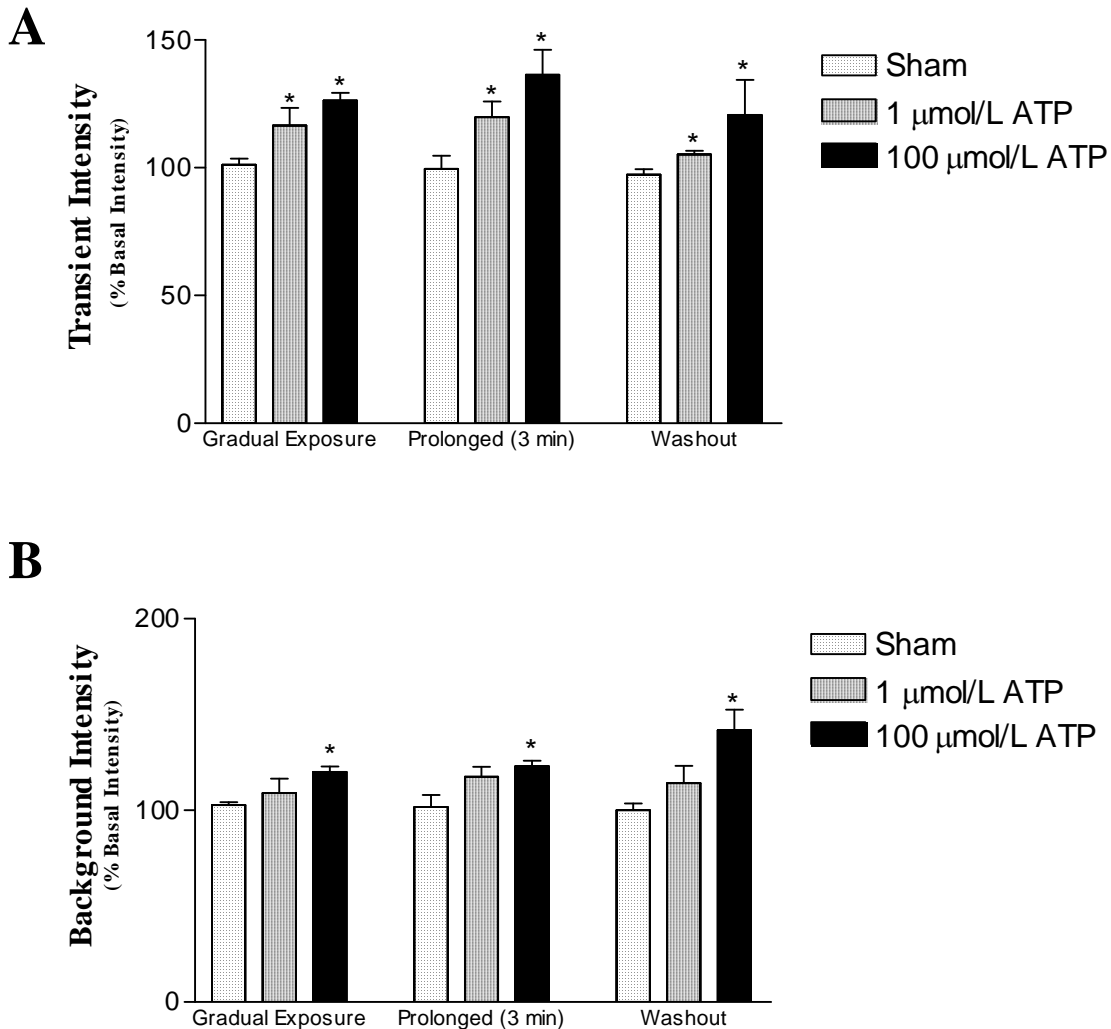 A
Transient Intensity
(%Basal Intensity)
150
100
50
0
* * * * * *
Gradual Exposure Prolonged (3 min) Washout
Sham
1 μmol/L ATP
100 μmol/L ATP
B
Background Intensity
(% Basal Intensity)
200
100
0
* * *
Gradual Exposure Prolonged (3 min) Washout
Sham
1 μmol/L ATP
100 μmol/L ATP